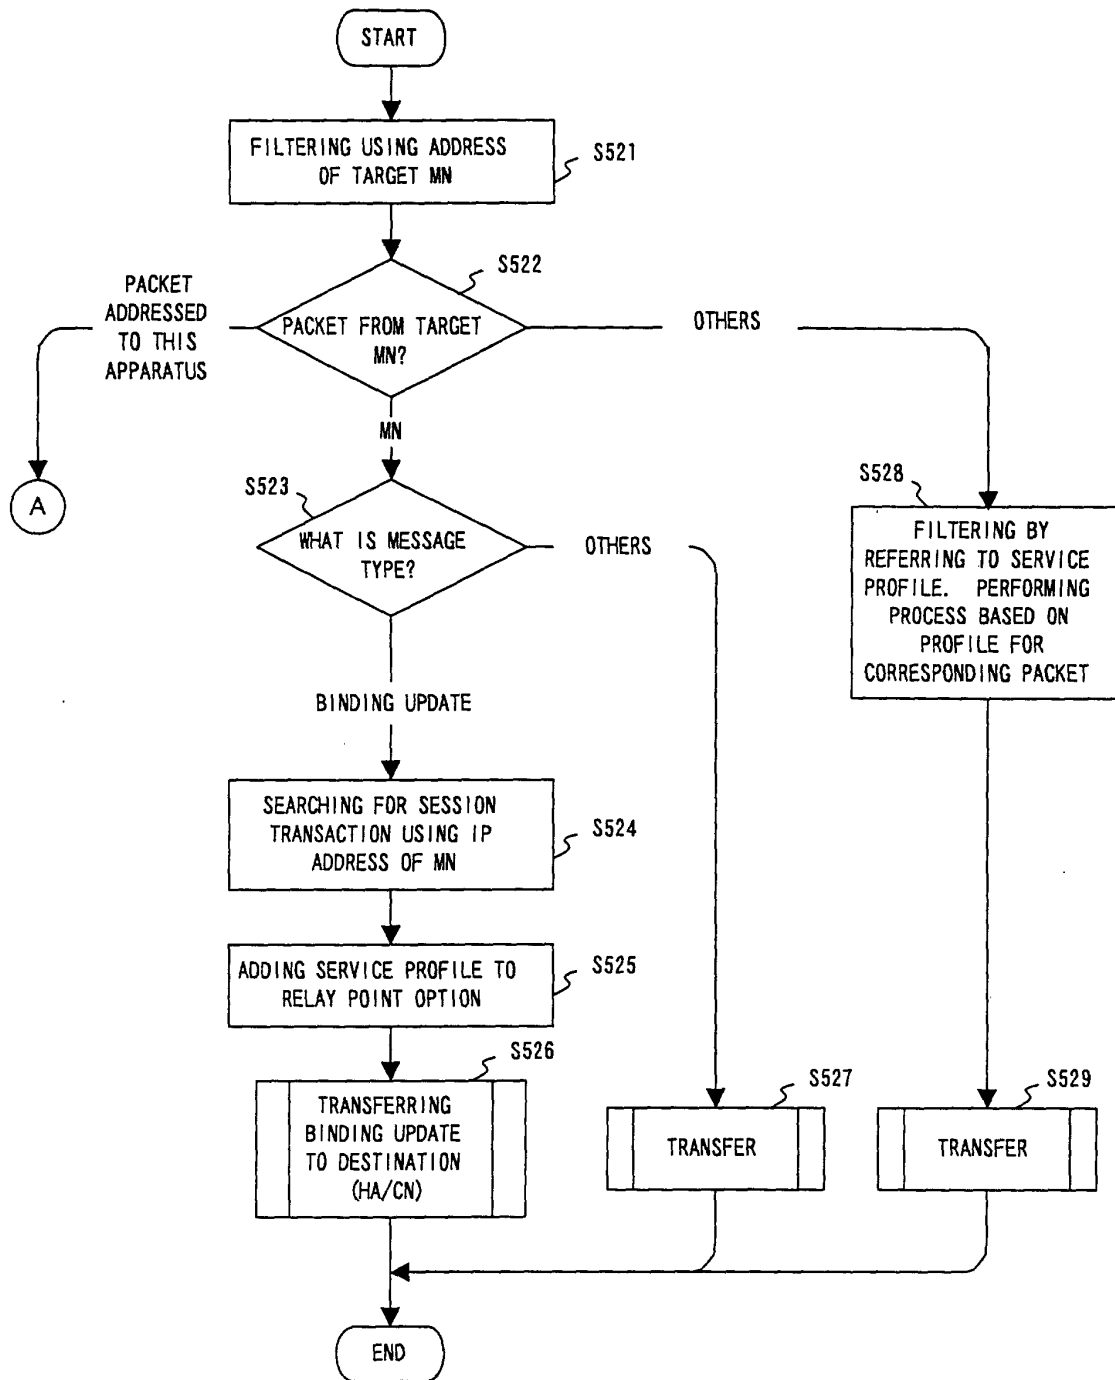 START
FILTERING USING ADDRESS
OF TARGET MN
S521
S522
PACKET
ADDRESSED
TO THIS
APPARATUS
PACKET FROM TARGET
MN?
OTHERS
MN
A
S523
WHAT IS MESSAGE
TYPE?
OTHERS
S528
FILTERING BY
REFERRING TO SERVICE
PROFILE. PERFORMING
PROCESS BASED ON
PROFILE FOR
CORRESPONDING PACKET
BINDING UPDATE
SEARCHING FOR SESSION
TRANSACTION USING IP
ADDRESS OF MN
S524
ADDING SERVICE PROFILE TO
RELAY POINT OPTION
S525
S526
TRANSFERRING
BINDING UPDATE
TO DESTINATION
(HA/CN)
S527
TRANSFER
S529
TRANSFER
END